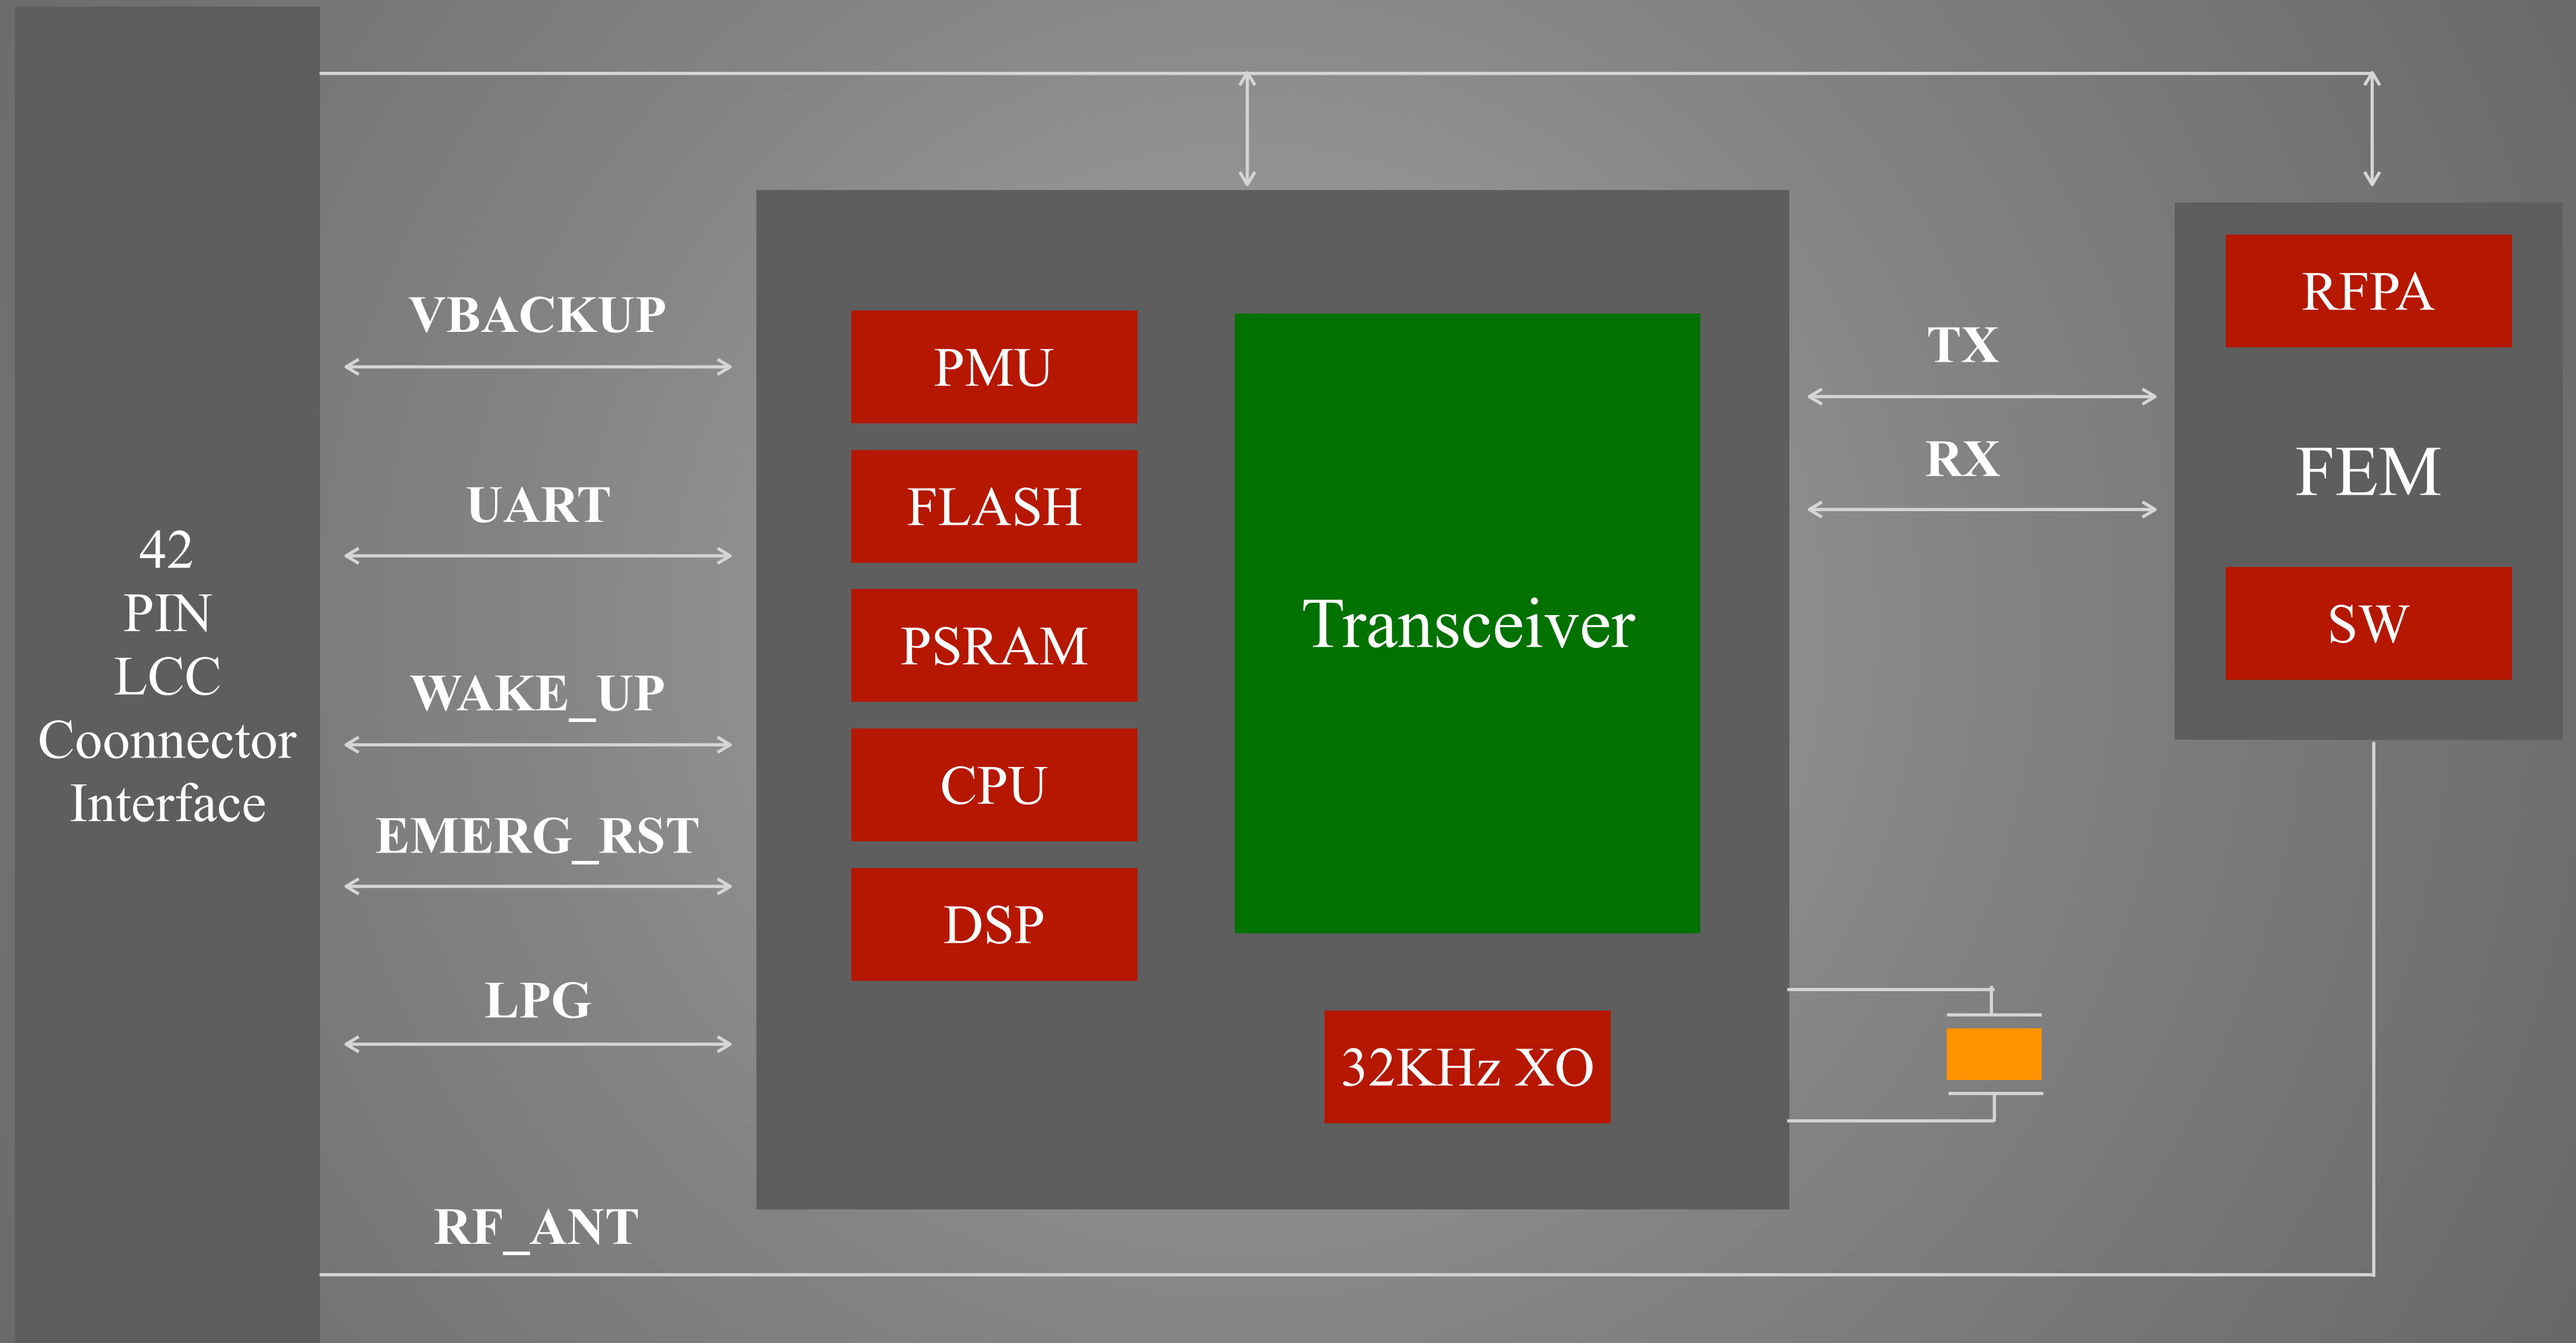 42
PIN
LCC
Coonnector
Interface
VBACKUP
UART
WAKE_UP
EMERG_RST
LPG
RF_ANT
PMU
FLASH
PSRAM
CPU
DSP
Transceiver
32KHz XO
TX
RX
RFPA
FEM
SW